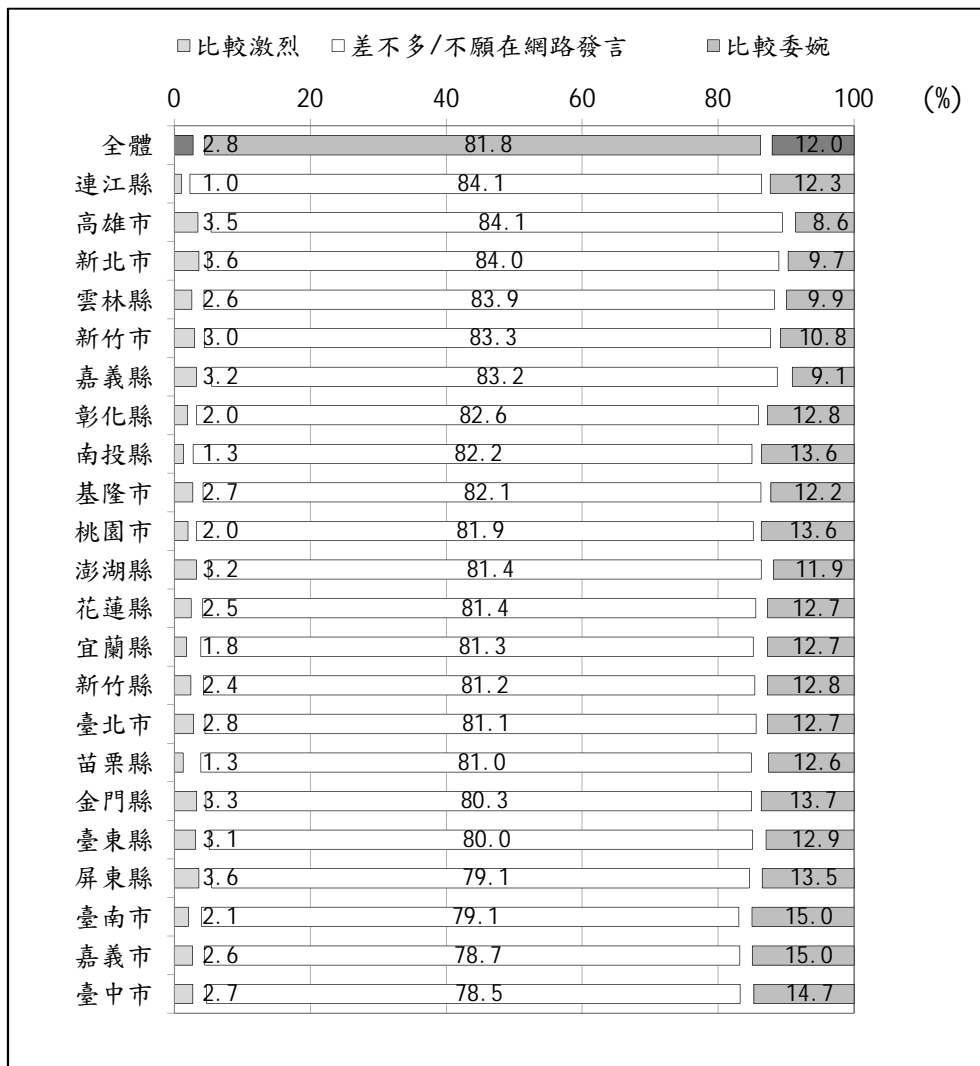 比較激烈 差不多/不願在網路發言 比較委婉
0 20 40 60 80 100 (%)
全體 2.8 81.8 12.0
連江縣 1.0 84.1 12.3
高雄市 3.5 84.1 8.6
新北市 3.6 84.0 9.7
雲林縣 2.6 83.9 9.9
新竹市 3.0 83.3 10.8
嘉義縣 3.2 83.2 9.1
彰化縣 2.0 82.6 12.8
南投縣 1.3 82.2 13.6
基隆市 2.7 82.1 12.2
桃園市 2.0 81.9 13.6
澎湖縣 3.2 81.4 11.9
花蓮縣 2.5 81.4 12.7
宜蘭縣 1.8 81.3 12.7
新竹縣 2.4 81.2 12.8
臺北市 2.8 81.1 12.7
苗栗縣 1.3 81.0 12.6
金門縣 3.3 80.3 13.7
臺東縣 3.1 80.0 12.9
屏東縣 3.6 79.1 13.5
臺南市 2.1 79.1 15.0
嘉義市 2.6 78.7 15.0
臺中市 2.7 78.5 14.7